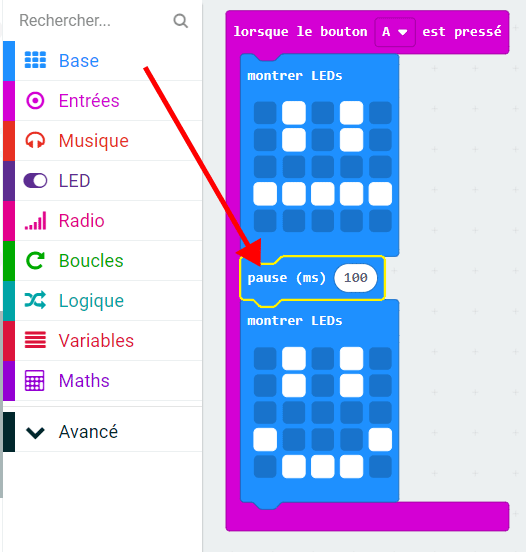 Rechercher...
Base
Entrées
Musique
LED
Radio
Boucles
Logique
Variables
Maths
Avancé
lorsque le bouton A est pressé
montrer LEDs
pause (ms) 100
montrer LEDs